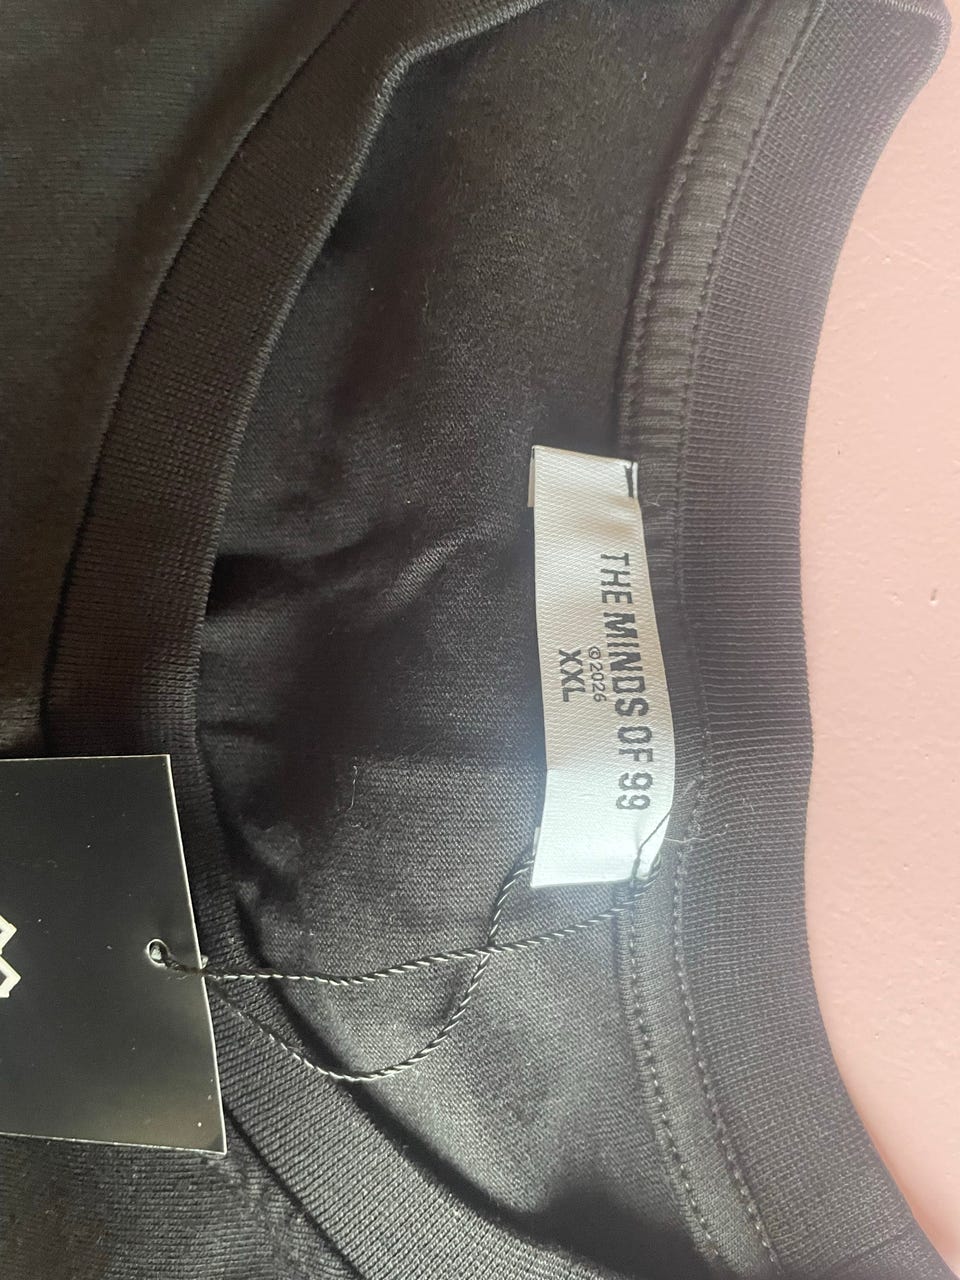 THE MINDS OF 99
©2026
XXL